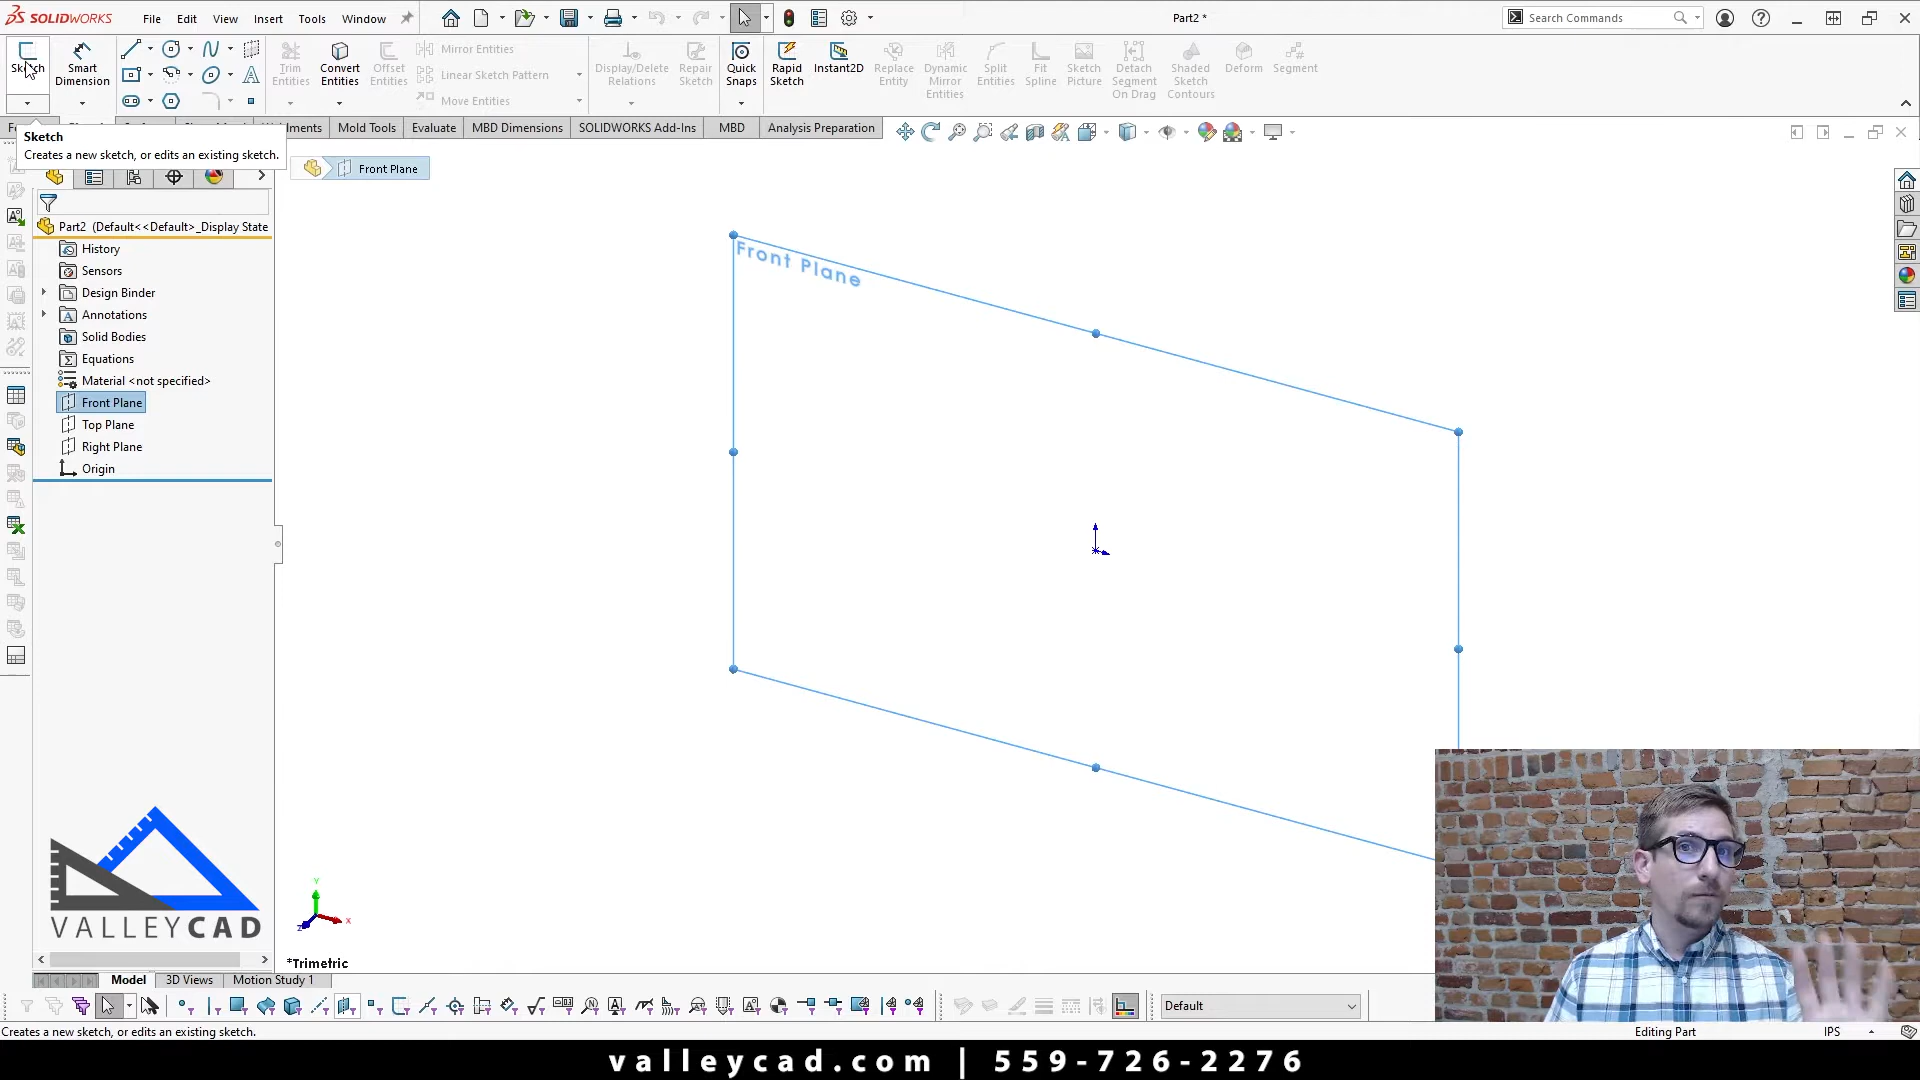 SOLIDWORKS File Edit View Insert Tools Window Part2 * Search Commands
Sketch Smart Dimension Trim Entities Convert Entities Offset Entities Mirror Entities Linear Sketch Pattern Move Entities Display/Delete Relations Repair Sketch Quick Snaps Rapid Sketch Instant2D Replace Entity Dynamic Mirror Entities Split Entities Fit Spline Sketch Picture Detach Segment On Drag Shaded Sketch Contours Deform Segment
Mold Tools Evaluate MBD Dimensions SOLIDWORKS Add-Ins MBD Analysis Preparation
Sketch
Creates a new sketch, or edits an existing sketch.
Front Plane
Part2 (Default<<Default>_Display State
History
Sensors
Design Binder
Annotations
Solid Bodies
Equations
Material <not specified>
Front Plane
Top Plane
Right Plane
Origin
Front Plane
VALLEYCAD
Y
X
Z
*Trimetric
Model 3D Views Motion Study 1
Default
Creates a new sketch, or edits an existing sketch. Editing Part IPS
valleycad.com | 559-726-2276